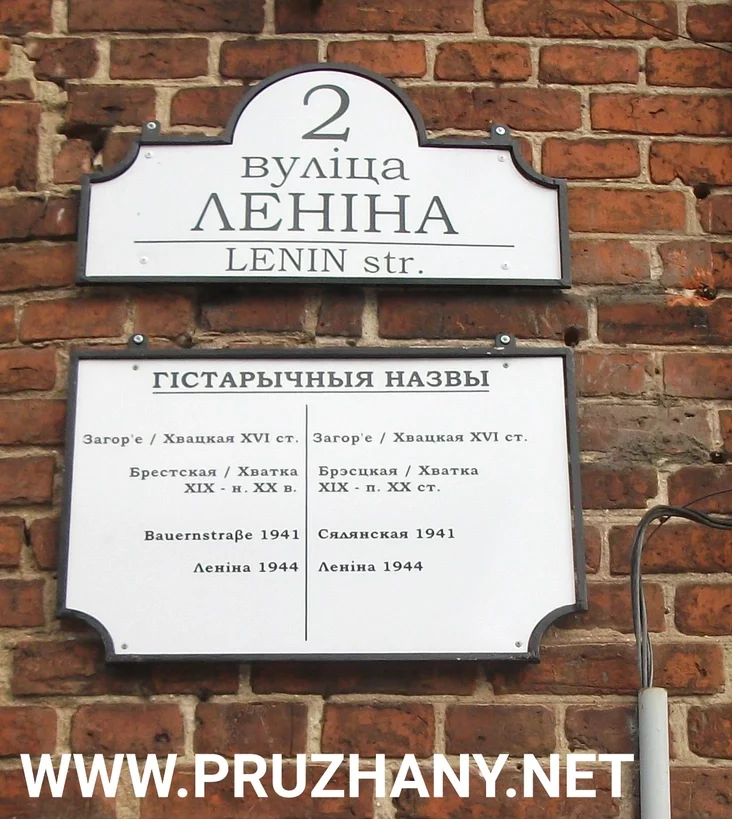 2
вуліца
ЛЕНІНА
LENIN str.
ГІСТАРЫЧНЫЯ НАЗВЫ
Загор'е / Хвацкая XVI ст.
Брестская / Хватка
XIX - н. XX в.
Bauernstraβe 1941
Леніна 1944
Загор'е / Хвацкая XVI ст.
Брэсцкая / Хватка
XIX - п. XX ст.
Сялянская 1941
Леніна 1944
WWW.PRUZHANY.NET